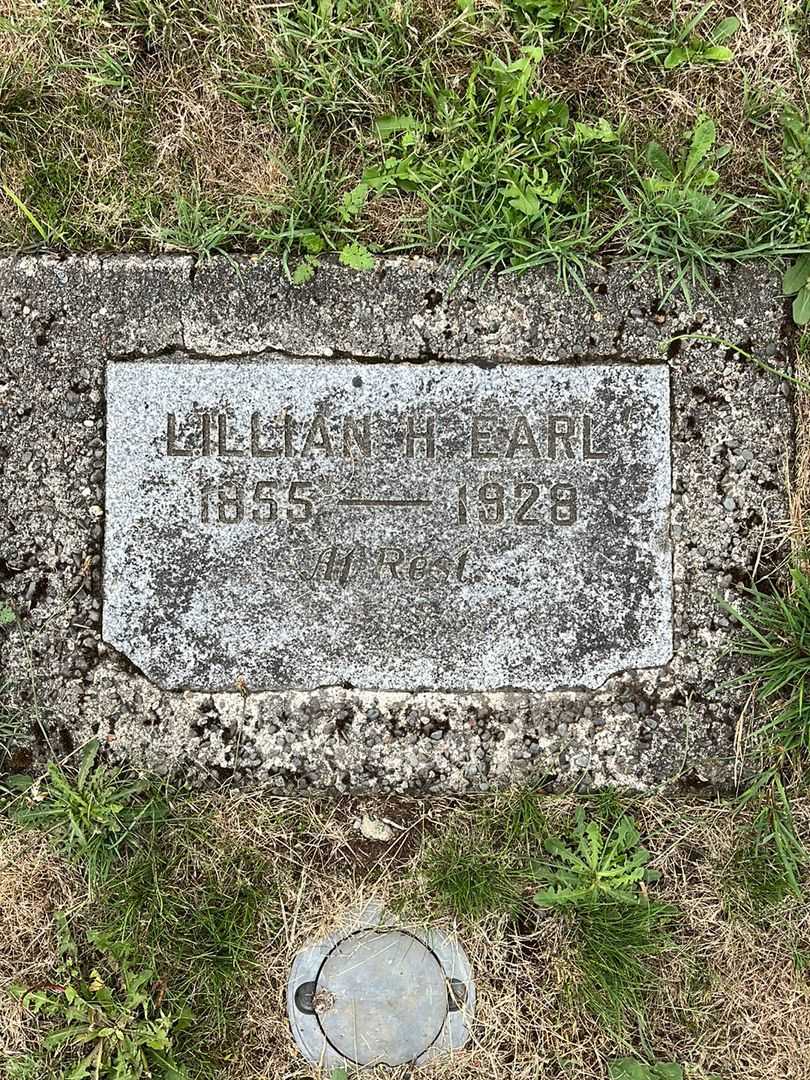 LILLIAN H. EARL
1855 — 1928
At Rest.